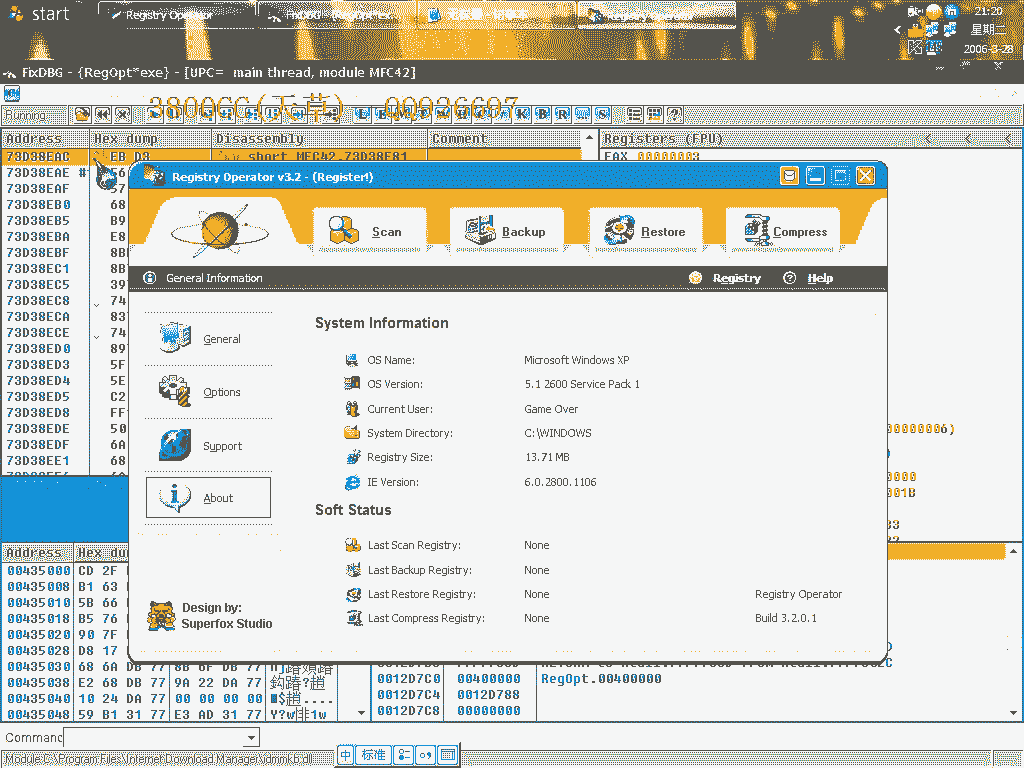 start
Registry Operator
FixDBG - {RegOpt*ex...
无标题 - 记事本
Registry Operator
21:20
星期二
2006-3-28
FixDBG - {RegOpt*exe} - [UPC= main thread, module MFC42]
Running
Address Hex dump Disassembly Comment Registers (FPU)
73D38EAC EB D3 short MFC42.73D38E81 EAX 00000003
73D38EAE 56
73D38EAF 57
73D38EB0 68
73D38EB5 B9
73D38EBA E8
73D38EBF 8B
73D38EC1 8B
73D38EC5 39
73D38EC8 74
73D38ECA 83
73D38ECE 74
73D38ED0 89
73D38ED3 5F
73D38ED4 5E
73D38ED5 C2
73D38ED8 FF
73D38EDE 50
73D38EDF 6A
73D38EE1 68
Registry Operator v3.2 - (Register!)
Scan
Backup
Restore
Compress
General Information
Registry
Help
General
Options
Support
About
System Information
OS Name: Microsoft Windows XP
OS Version: 5.1 2600 Service Pack 1
Current User: Game Over
System Directory: C:\WINDOWS
Registry Size: 13.71 MB
IE Version: 6.0.2800.1106
Soft Status
Last Scan Registry: None
Last Backup Registry: None
Last Restore Registry: None
Last Compress Registry: None
Registry Operator
Build 3.2.0.1
Design by:
Superfox Studio
Address Hex du
00435000 CD 2F
00435008 B1 63
00435010 5B 66
00435018 B5 76
00435020 90 7F
00435028 D8 17
00435030 68 6A DB 77 8B 6F DB 77
00435038 E2 68 DB 77 9A 22 DA 77
00435040 10 24 DA 77 00 00 00 00
00435048 59 B1 31 77 E3 AD 31 77
0012D7C0 00400000 RegOpt.00400000
0012D7C4 0012D788
0012D7C8 00000000
Command
Module C:\Program Files\Internet Download Manager\idmmkb.dl
中 标准